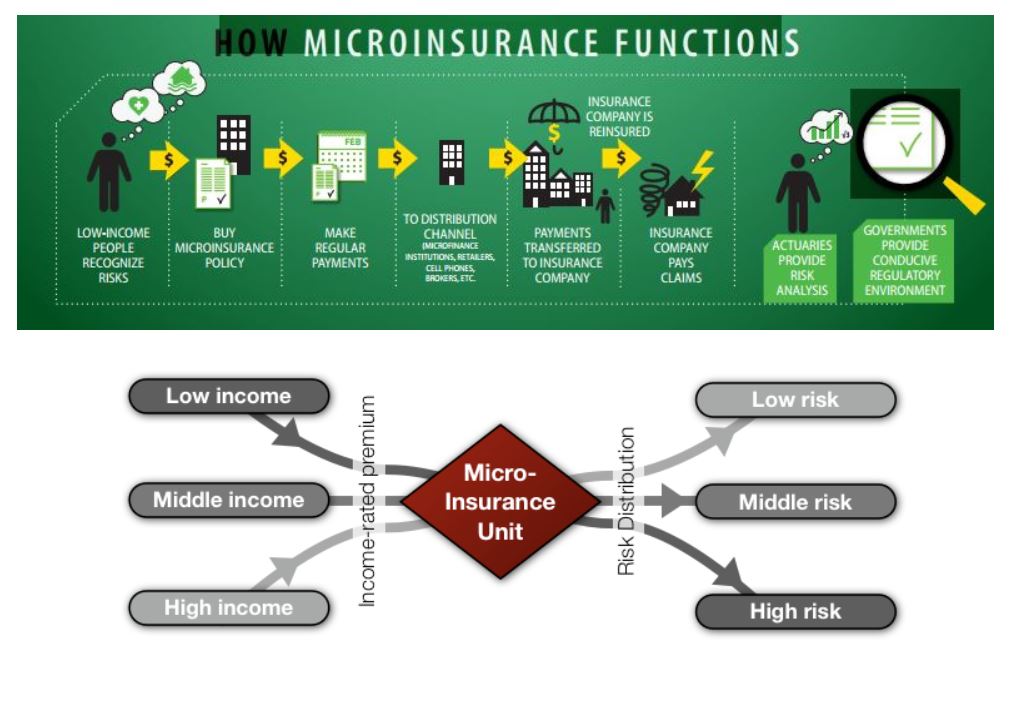 HOW MICROINSURANCE FUNCTIONS
INSURANCE
COMPANY IS
REINSURED
FEB
$
$
$
$
$
$
P
P
LOW-INCOME
PEOPLE
RECOGNIZE
RISKS
BUY
MICROINSURANCE
POLICY
MAKE
REGULAR
PAYMENTS
TO DISTRIBUTION
CHANNEL
(MICROFINANCE
INSTITUTIONS, RETAILERS,
CELL PHONES,
BROKERS, ETC.
PAYMENTS
TRANSFERRED
TO INSURANCE
COMPANY
INSURANCE
COMPANY
PAYS
CLAIMS
ACTUARIES
PROVIDE
RISK
ANALYSIS
GOVERNMENTS
PROVIDE
CONDUCIVE
REGULATORY
ENVIRONMENT
Low income
Middle income
High income
Income-rated premium
Micro-
Insurance
Unit
Risk Distribution
Low risk
Middle risk
High risk